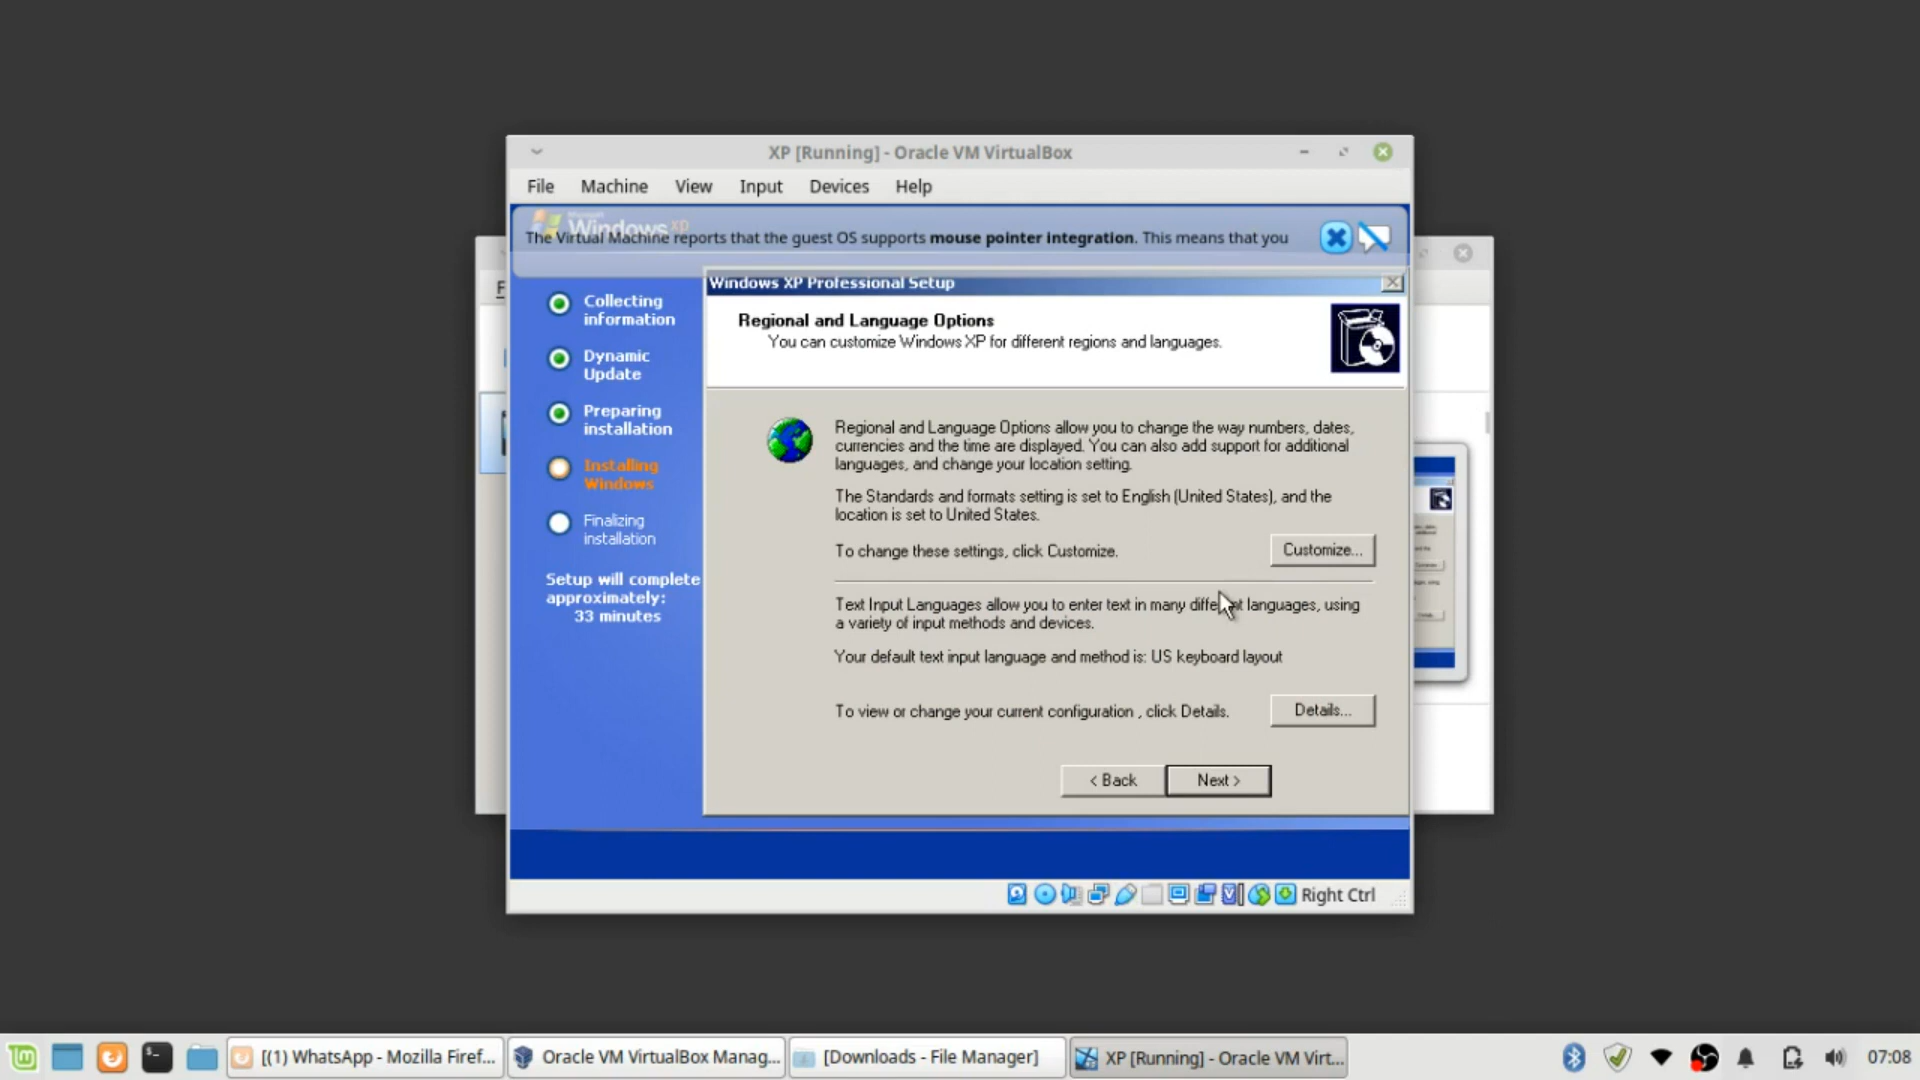 XP [Running] - Oracle VM VirtualBox
File Machine View Input Devices Help
Microsoft
Windows xp
The Virtual Machine reports that the guest OS supports mouse pointer integration. This means that you
F
Windows XP Professional Setup
Collecting
information
Dynamic
Update
Preparing
installation
Installing
Windows
Finalizing
installation
Setup will complete
approximately:
33 minutes
Regional and Language Options
You can customize Windows XP for different regions and languages.
Regional and Language Options allow you to change the way numbers, dates,
currencies and the time are displayed. You can also add support for additional
languages, and change your location setting.
The Standards and formats setting is set to English (United States), and the
location is set to United States.
To change these settings, click Customize.
Customize...
Text Input Languages allow you to enter text in many different languages, using
a variety of input methods and devices.
Your default text input language and method is: US keyboard layout
To view or change your current configuration , click Details.
Details...
< Back
Next >
Right Ctrl
[(1) WhatsApp - Mozilla Firef...
Oracle VM VirtualBox Manag...
[Downloads - File Manager]
XP [Running] - Oracle VM Virt...
07:08